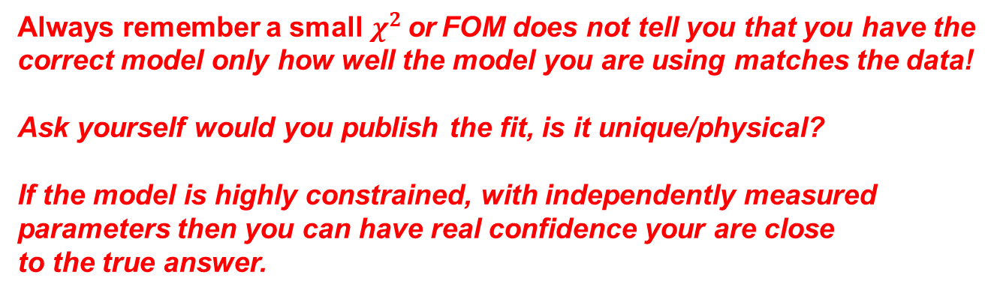 Always remember a small χ² or FOM does not tell you that you have the
correct model only how well the model you are using matches the data!
Ask yourself would you publish the fit, is it unique/physical?
If the model is highly constrained, with independently measured
parameters then you can have real confidence your are close
to the true answer.